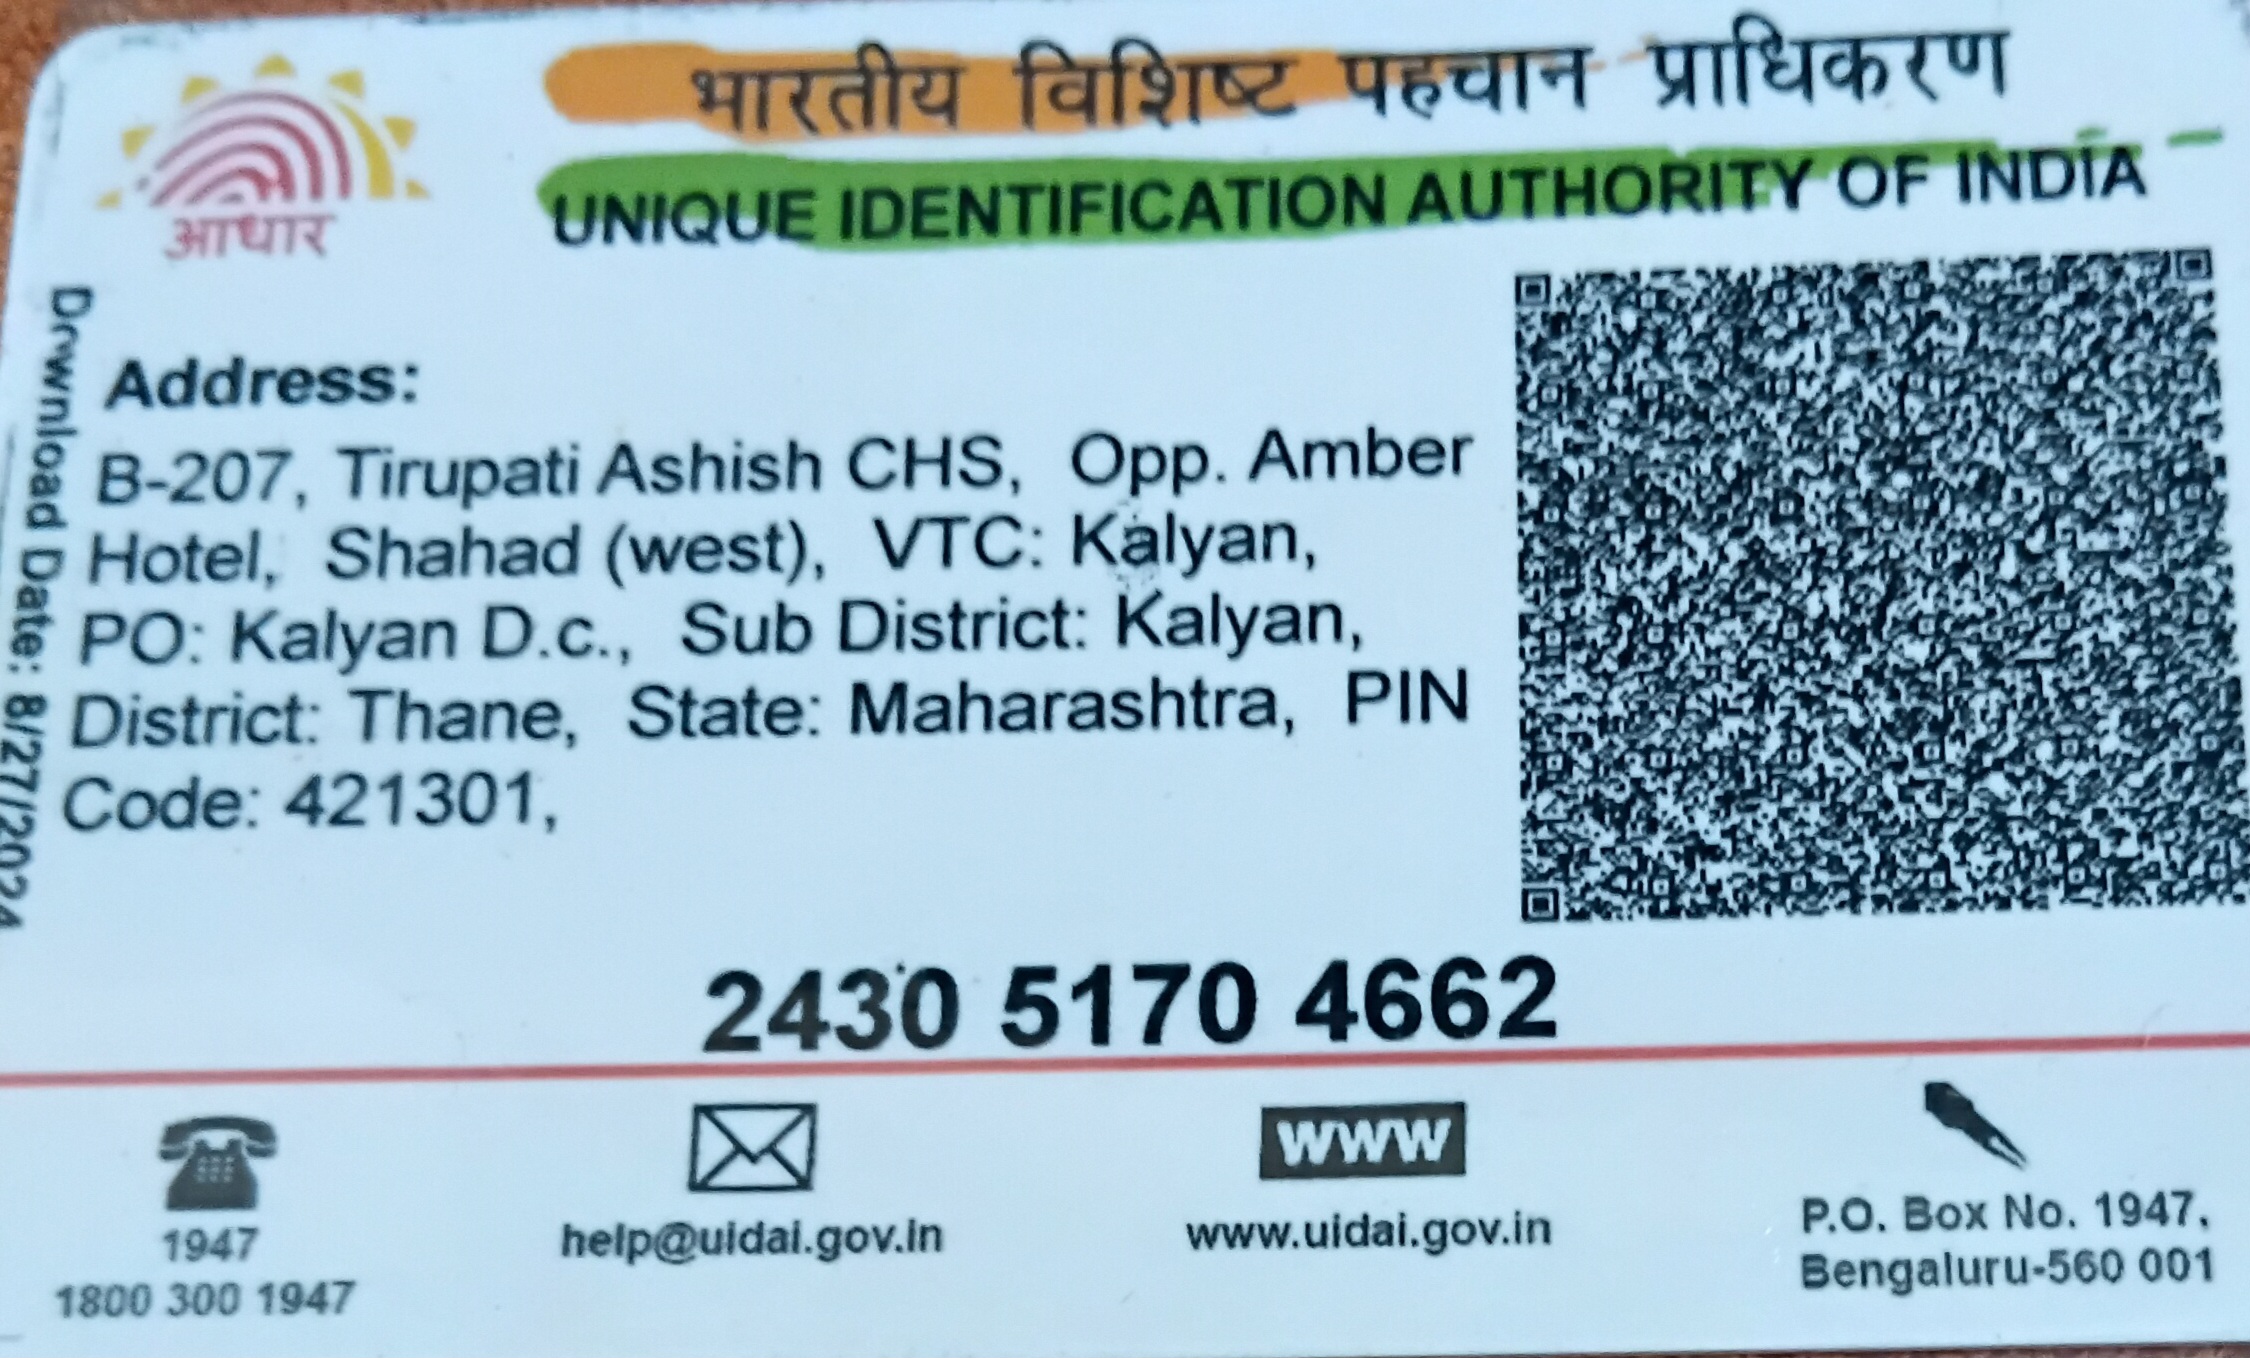 भारतीय विशिष्ट पहचान प्राधिकरण
UNIQUE IDENTIFICATION AUTHORITY OF INDIA
आधार
Drwnload Date: 8/27/2024
Address:
B-207, Tirupati Ashish CHS, Opp. Amber
Hotel, Shahad (west), VTC: Kalyan,
PO: Kalyan D.c., Sub District: Kalyan,
District: Thane, State: Maharashtra, PIN
Code: 421301,
2430 5170 4662
1947
1800 300 1947
help@uidai.gov.in
WWW
www.uidai.gov.in
P.O. Box No. 1947,
Bengaluru-560 001